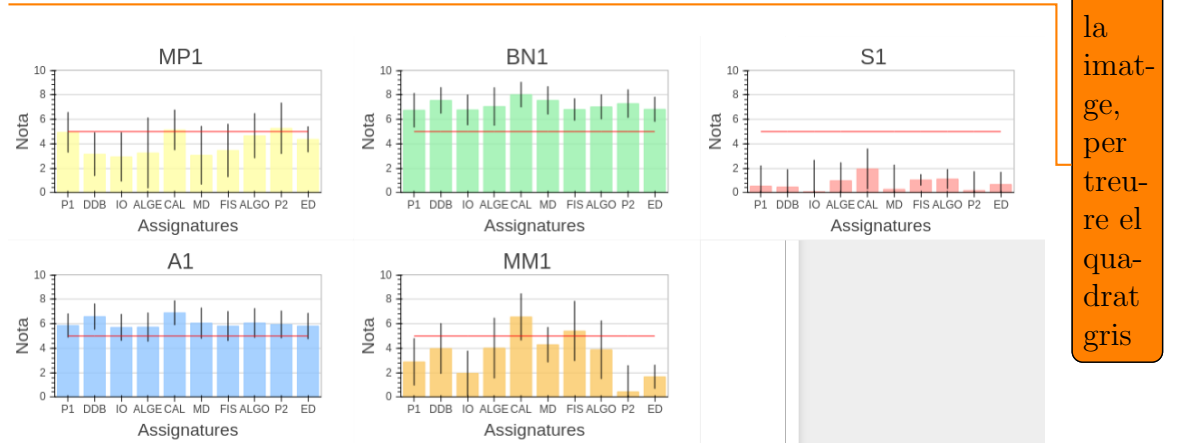 la
imat-
ge,
per
treu-
re el
qua-
drat
gris
MP1
10
8
6
4
2
0
Nota
P1 DDB IO ALGE CAL MD FIS ALGO P2 ED
Assignatures
BN1
10
8
6
4
2
0
Nota
P1 DDB IO ALGE CAL MD FIS ALGO P2 ED
Assignatures
S1
10
8
6
4
2
0
Nota
P1 DDB IO ALGE CAL MD FIS ALGO P2 ED
Assignatures
A1
10
8
6
4
2
0
Nota
P1 DDB IO ALGE CAL MD FIS ALGO P2 ED
Assignatures
MM1
10
8
6
4
2
0
Nota
P1 DDB IO ALGE CAL MD FIS ALGO P2 ED
Assignatures